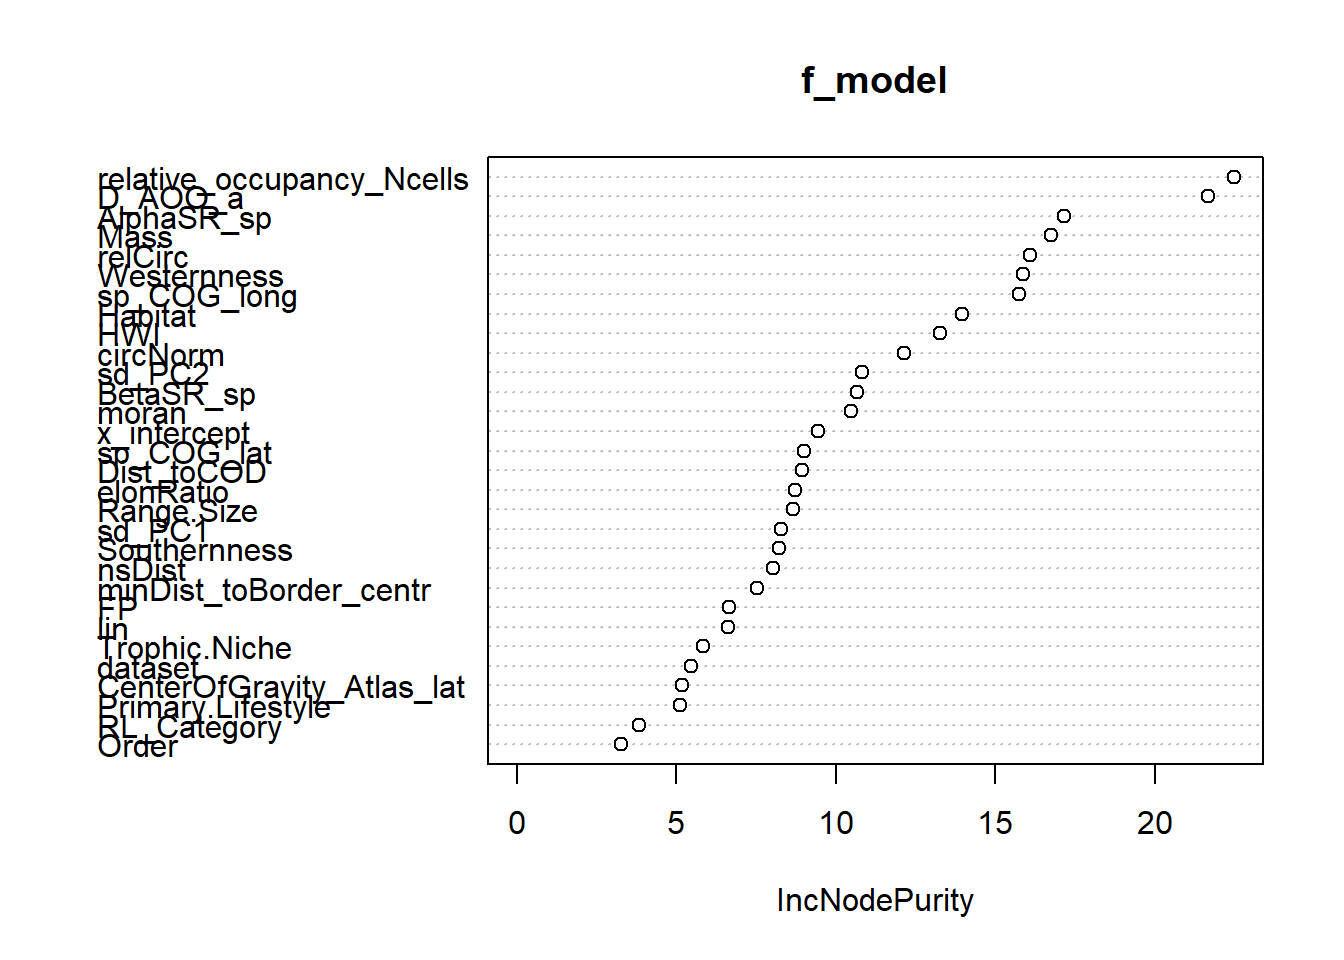 f_model
relative_occupancy_Ncells
D_AOO_a
AlphaSR_sp
Mass
relCirc
Westernness
sp_COG_long
Habitat
HWI
circNorm
sd_PC2
BetaSR_sp
moran
x_intercept
sp_COG_lat
Dist_toCOD
elonRatio
Range.Size
sd_PC1
Southernness
nsDist
minDist_toBorder_centr
FP
lin
Trophic.Niche
dataset
CenterOfGravity_Atlas_lat
Primary.Lifestyle
RL_Category
Order
0 5 10 15 20
IncNodePurity